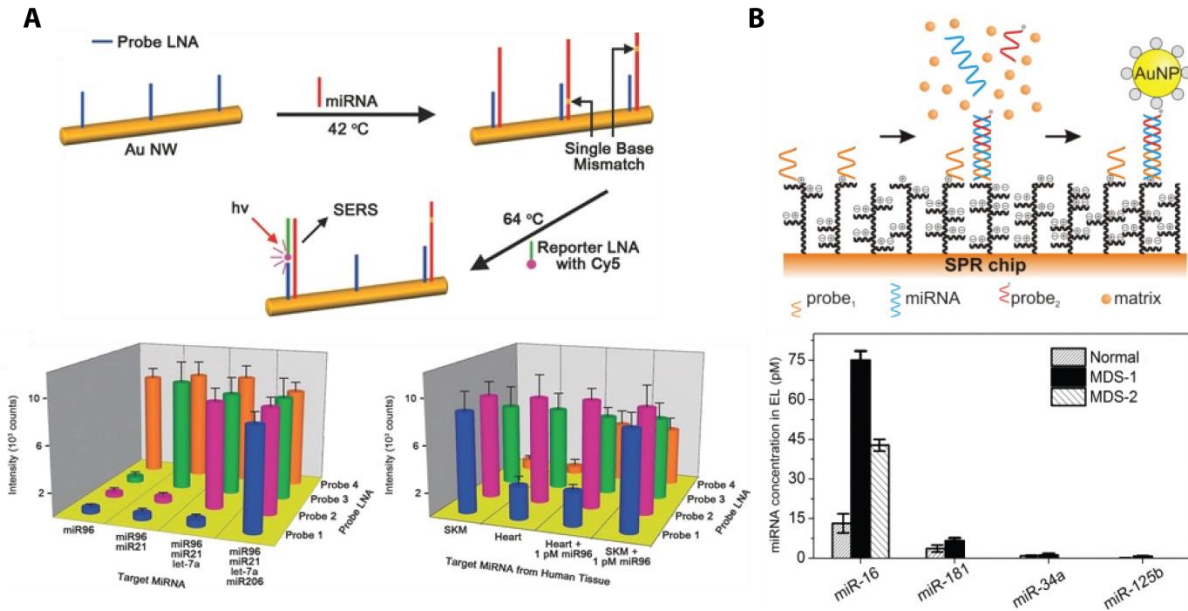 A
Probe LNA
Au NW
miRNA
42 °C
Single Base
Mismatch
hv
SERS
64 °C
Reporter LNA
with Cy5
Intensity (10³ counts)
10
6
2
miR96
miR96
miR21
miR96
miR21
let-7a
miR96
miR21
let-7a
miR206
Target MiRNA
Probe 1
Probe 2
Probe 3
Probe 4
Probe LNA
Intensity (10³ counts)
10
6
2
SKM
Heart
Heart +
1 pM miR96
SKM +
1 pM miR96
Target MiRNA from Human Tissue
Probe 1
Probe 2
Probe 3
Probe 4
Probe LNA
B
AuNP
SPR chip
probe₁
miRNA
probe₂
matrix
miRNA concentration in EL (pM)
75
60
45
30
15
0
Normal
MDS-1
MDS-2
miR-16
miR-181
miR-34a
miR-125b